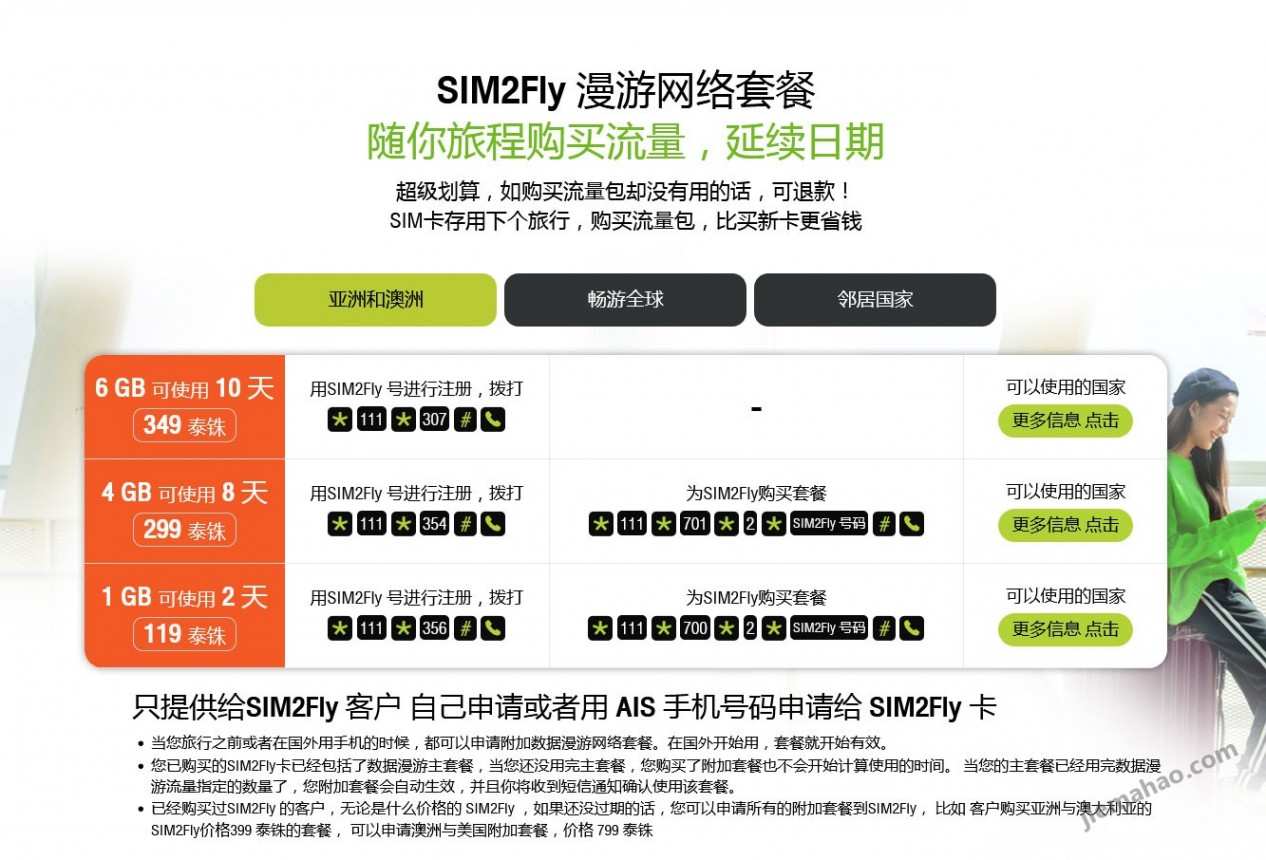 SIM2Fly 漫游网络套餐
随你旅程购买流量，延续日期
超级划算，如购买流量包却没有用的话，可退款！
SIM卡存用下个旅行，购买流量包，比买新卡更省钱
亚洲和澳洲 畅游全球 邻居国家
6 GB 可使用 10 天
349 泰铢
用SIM2Fly 号进行注册，拨打
* 111 * 307 #
-
可以使用的国家
更多信息 点击
4 GB 可使用 8 天
299 泰铢
用SIM2Fly 号进行注册，拨打
* 111 * 354 #
为SIM2Fly购买套餐
* 111 * 701 * 2 * SIM2Fly 号码 #
可以使用的国家
更多信息 点击
1 GB 可使用 2 天
119 泰铢
用SIM2Fly 号进行注册，拨打
* 111 * 356 #
为SIM2Fly购买套餐
* 111 * 700 * 2 * SIM2Fly 号码 #
可以使用的国家
更多信息 点击
只提供给SIM2Fly 客户 自己申请或者用 AIS 手机号码申请给 SIM2Fly 卡
• 当您旅行之前或者在国外用手机的时候，都可以申请附加数据漫游网络套餐。在国外开始用，套餐就开始有效。
• 您已购买的SIM2Fly卡已经包括了数据漫游主套餐，当您还没用完主套餐，您购买了附加套餐也不会开始计算使用的时间。 当您的主套餐已经用完数据漫
游流量指定的数量了，您附加套餐会自动生效，并且你将收到短信通知确认使用该套餐。
• 已经购买过SIM2Fly 的客户，无论是什么价格的 SIM2Fly ，如果还没过期的话，您可以申请所有的附加套餐到SIM2Fly， 比如 客户购买亚洲与澳大利亚的
SIM2Fly价格399 泰铢的套餐， 可以申请澳洲与美国附加套餐，价格 799 泰铢
jiemahao.com